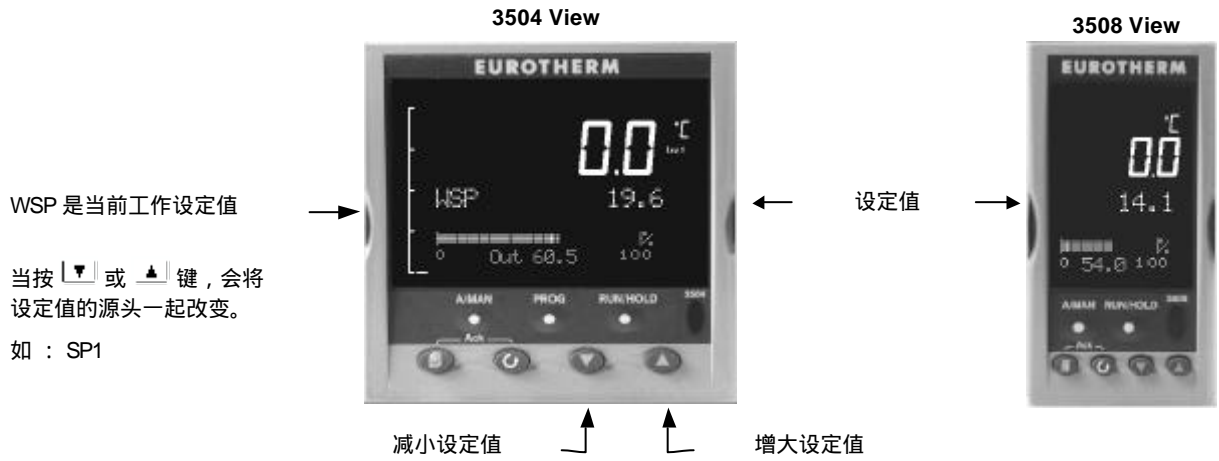 3504 View
3508 View
EUROTHERM
0.0 °C
WSP 19.6
0 Out 60.5 100 %
A/MAN PROG RUN/HOLD 3504
Ack
EUROTHERM
°C
0.0
14.1
%
0 54.0 100
A/MAN RUN/HOLD
Ack
WSP 是当前工作设定值
当按 ▼ 或 ▲ 键，会将
设定值的源头一起改变。
如 : SP1
设定值
减小设定值
增大设定值